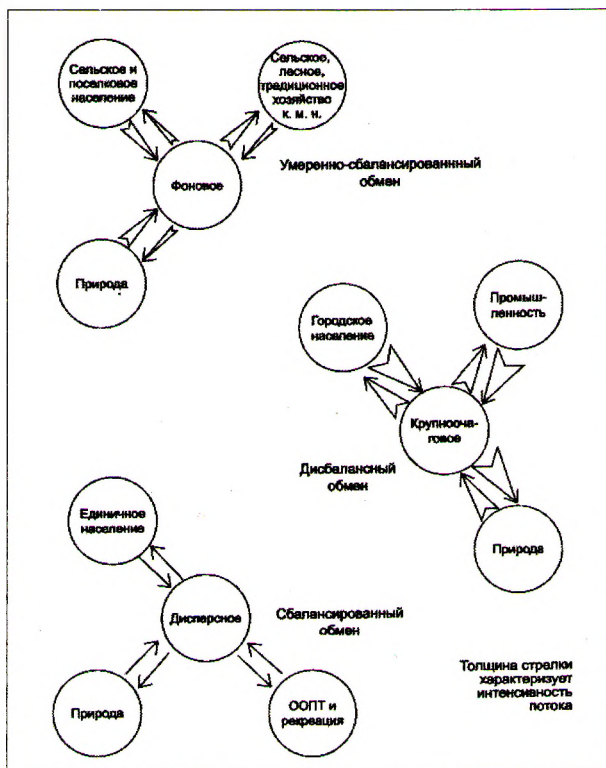 Сельское и
поселковое
население
Сельское,
лесное,
традиционное
хозяйство
к. м. н.
Фоновое
Умеренно-сбалансированнный
обмен
Природа
Городское
население
Промыш-
ленность
Крупнооча-
говое
Дисбалансный
обмен
Природа
Единичное
население
Дисперсное
Сбалансированный
обмен
Природа
ООПТ и
рекреация
Толщина стрелки
характеризует
интенсивность
потока